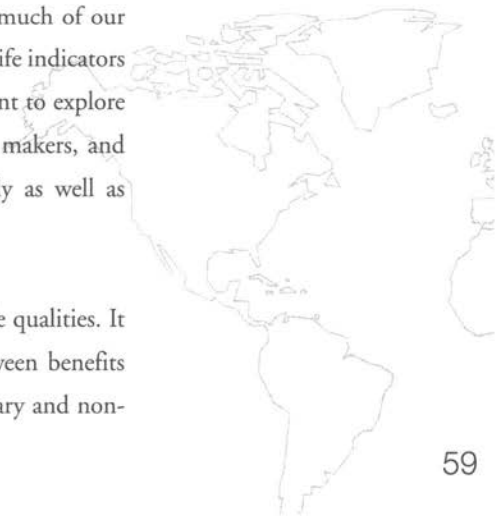 much of our
ife indicators
nt to explore
makers, and
y as well as
e qualities. It
ween benefits
ary and non-
59